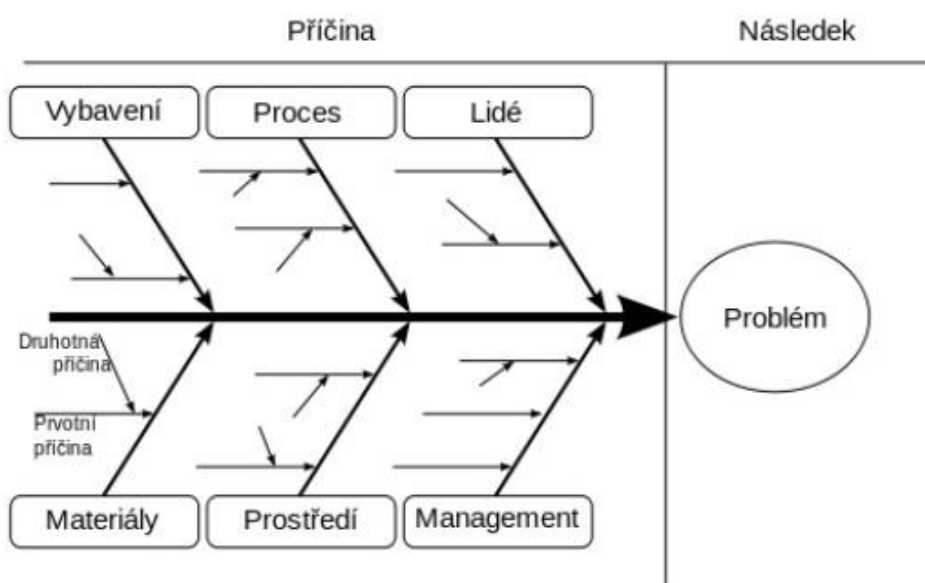 Příčina
Následek
Vybavení
Proces
Lidé
Problém
Druhotná
příčina
Prvotní
příčina
Materiály
Prostředí
Management